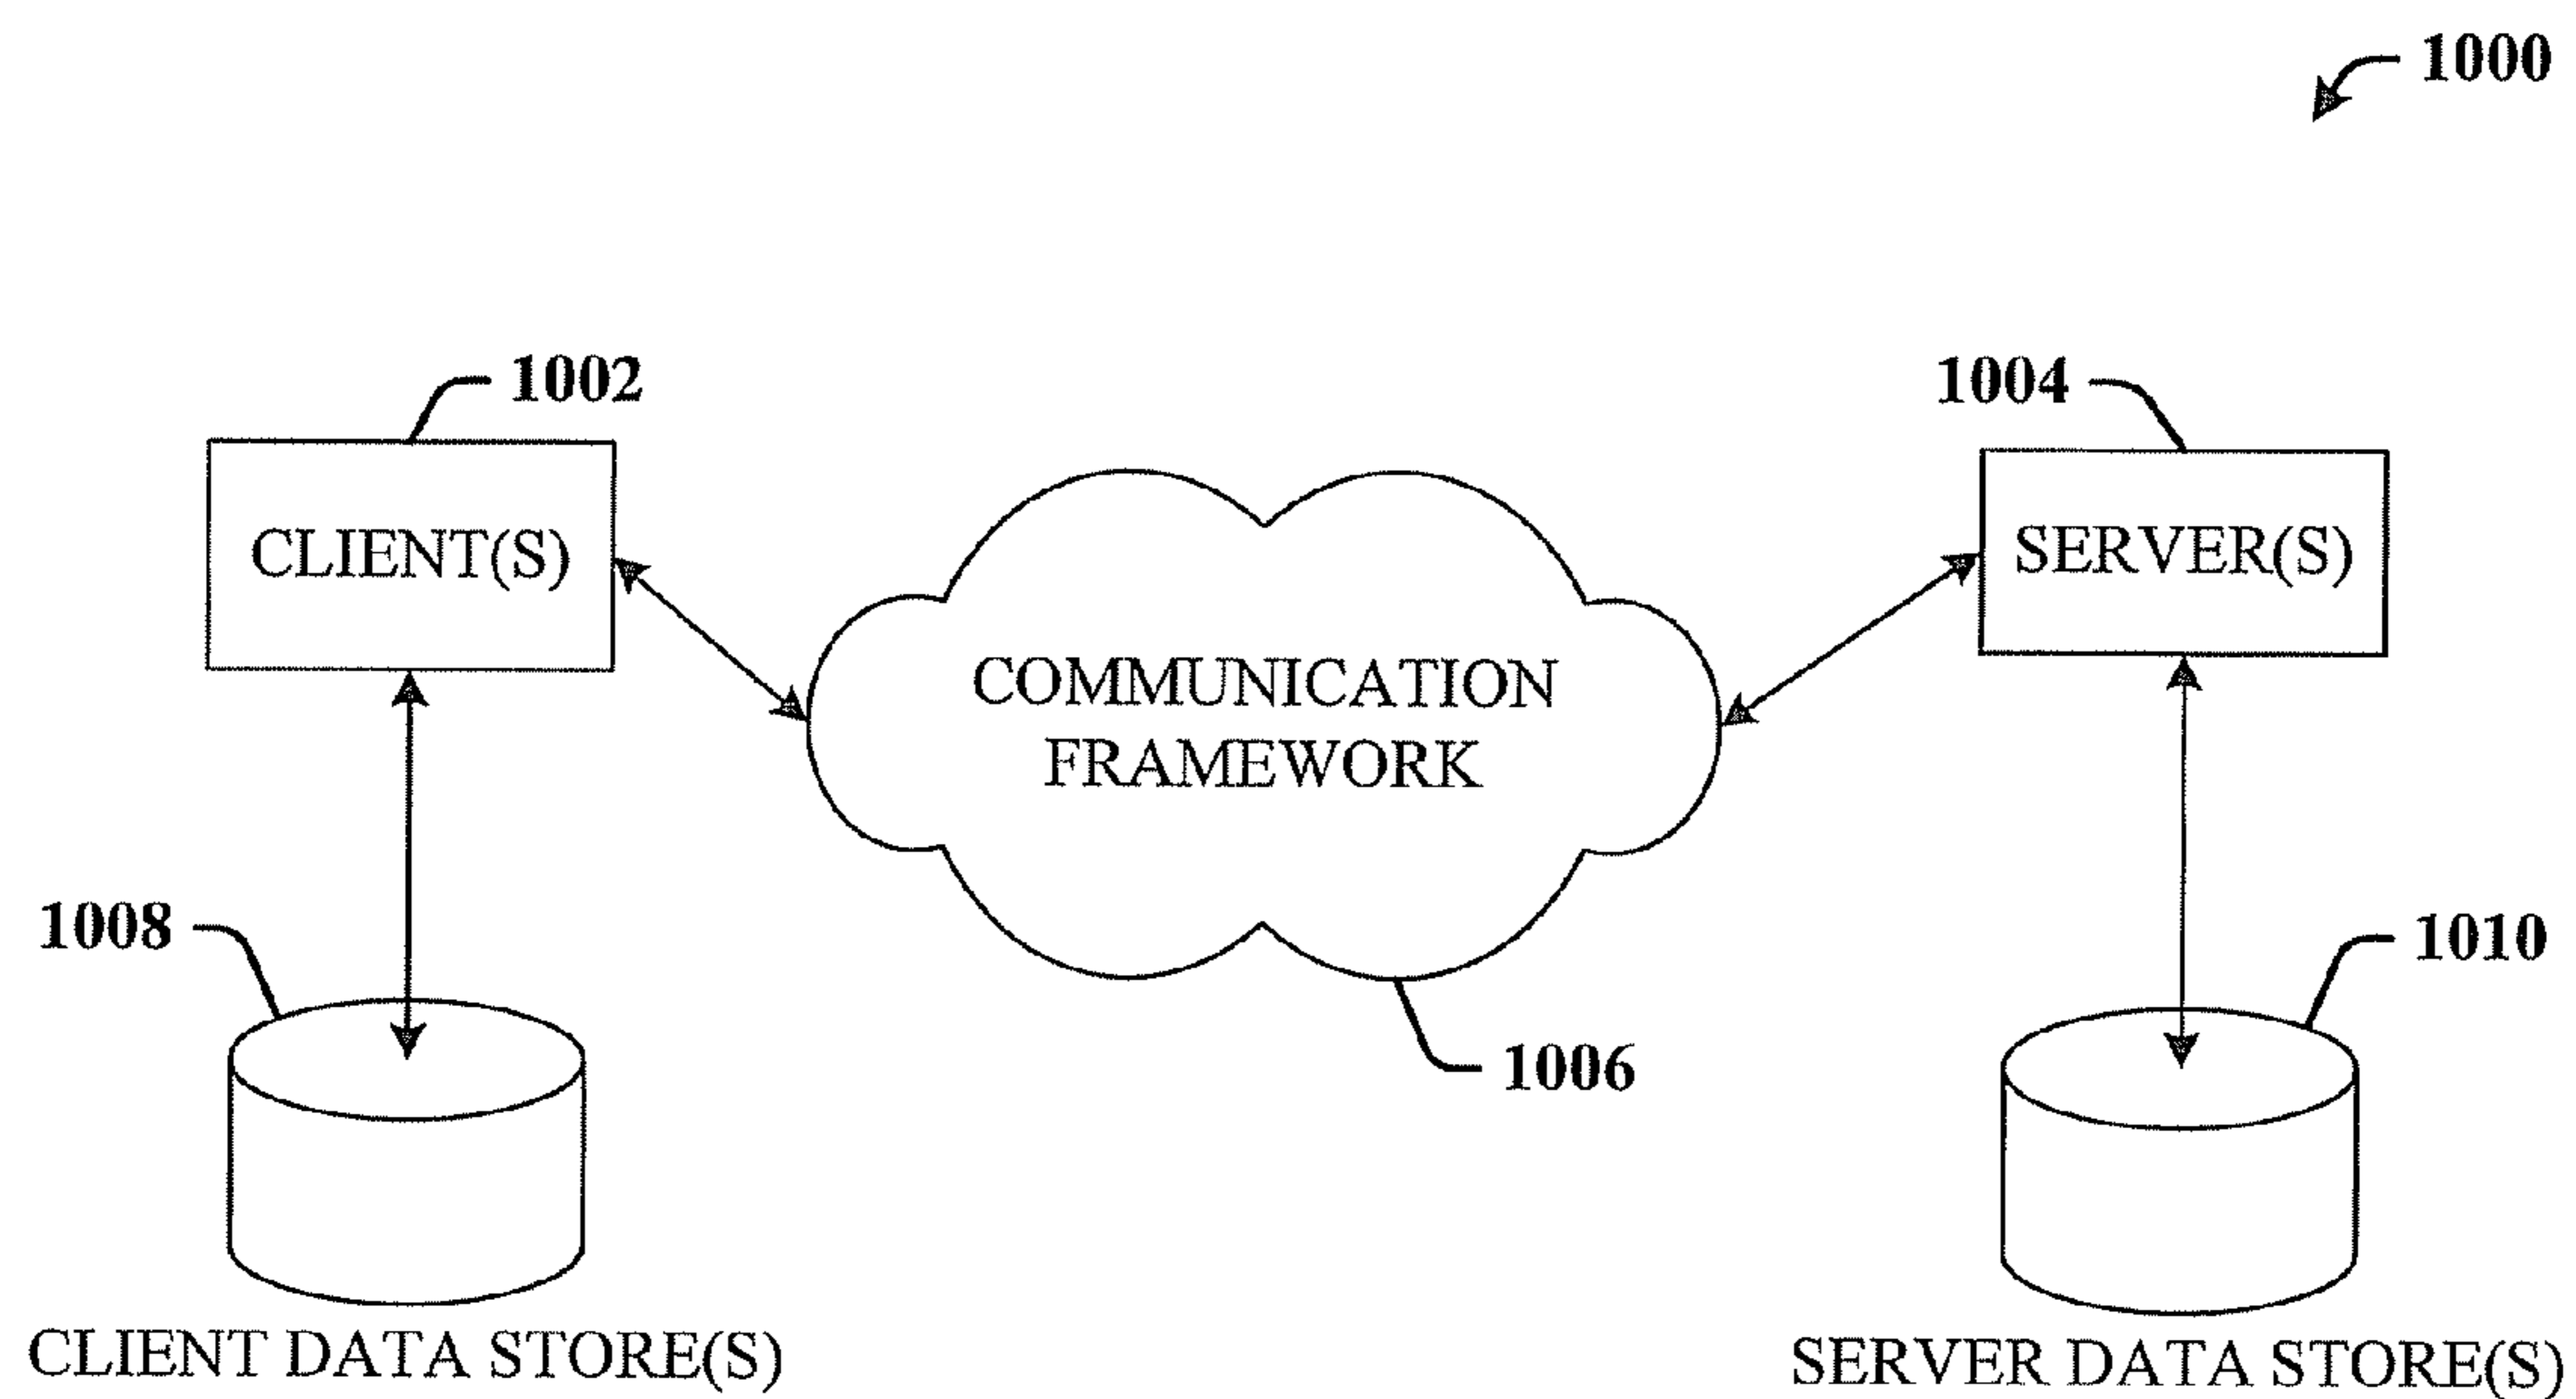 1000
1002
1004
CLIENT(S)
SERVER(S)
COMMUNICATION
FRAMEWORK
1008
1010
1006
CLIENT DATA STORE(S)
SERVER DATA STORE(S)